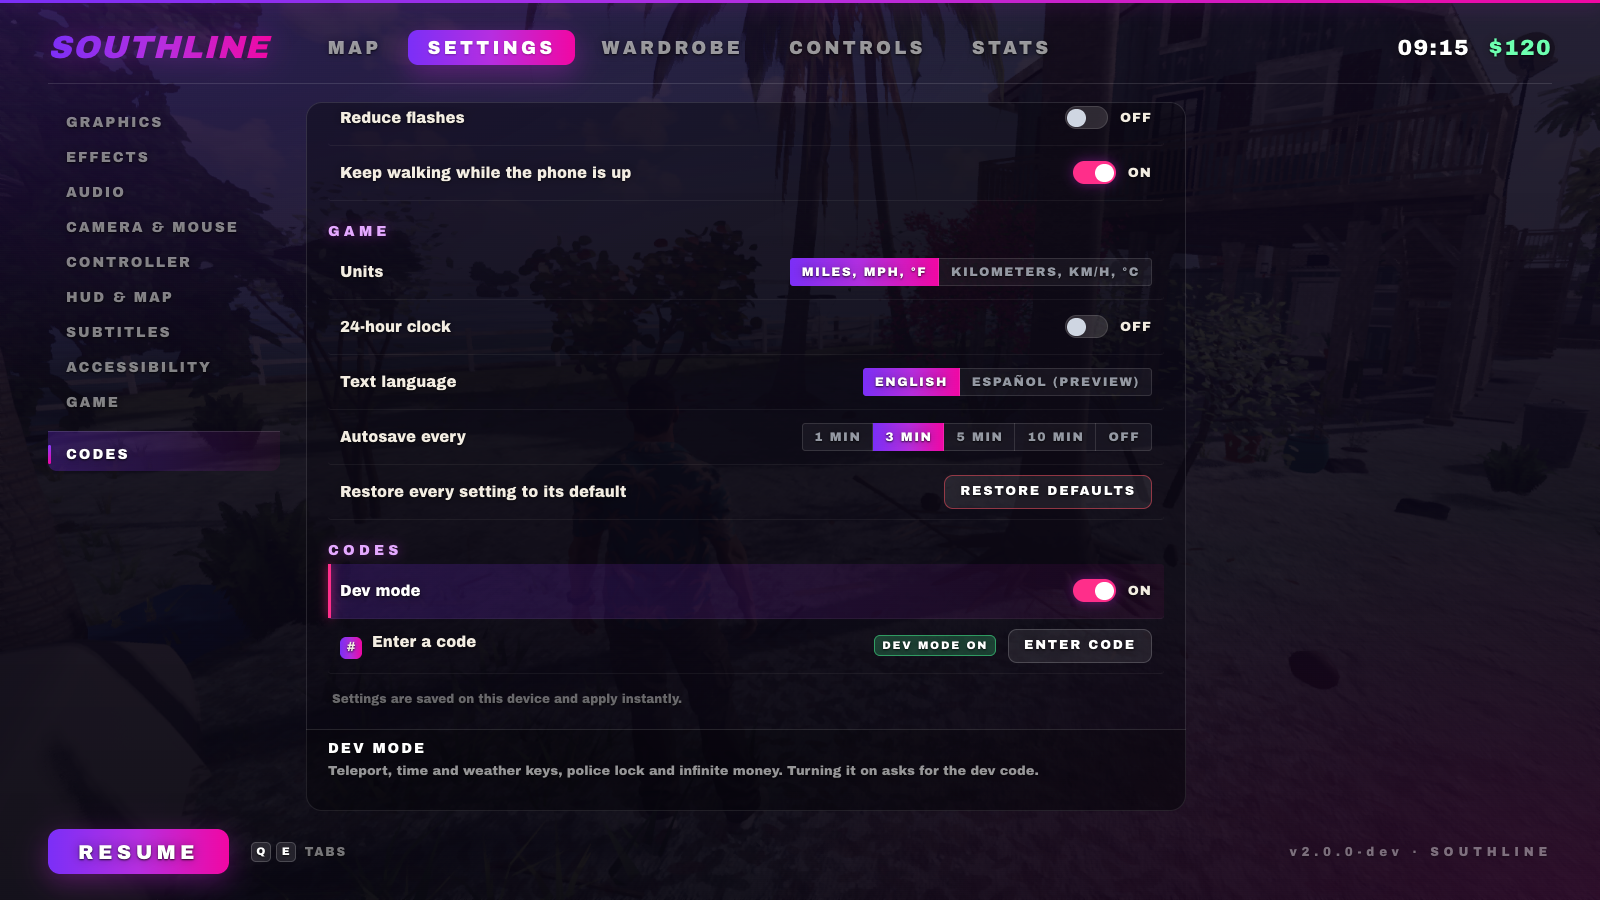 SOUTHLINE
MAP
SETTINGS
WARDROBE
CONTROLS
STATS
09:15
$120
GRAPHICS
EFFECTS
AUDIO
CAMERA & MOUSE
CONTROLLER
HUD & MAP
SUBTITLES
ACCESSIBILITY
GAME
CODES
Reduce flashes
OFF
Keep walking while the phone is up
ON
GAME
Units
MILES, MPH, °F
KILOMETERS, KM/H, °C
24-hour clock
OFF
Text language
ENGLISH
ESPAÑOL (PREVIEW)
Autosave every
1 MIN
3 MIN
5 MIN
10 MIN
OFF
Restore every setting to its default
RESTORE DEFAULTS
CODES
Dev mode
ON
#
Enter a code
DEV MODE ON
ENTER CODE
Settings are saved on this device and apply instantly.
DEV MODE
Teleport, time and weather keys, police lock and infinite money. Turning it on asks for the dev code.
RESUME
Q
E
TABS
v2.0.0-dev · SOUTHLINE